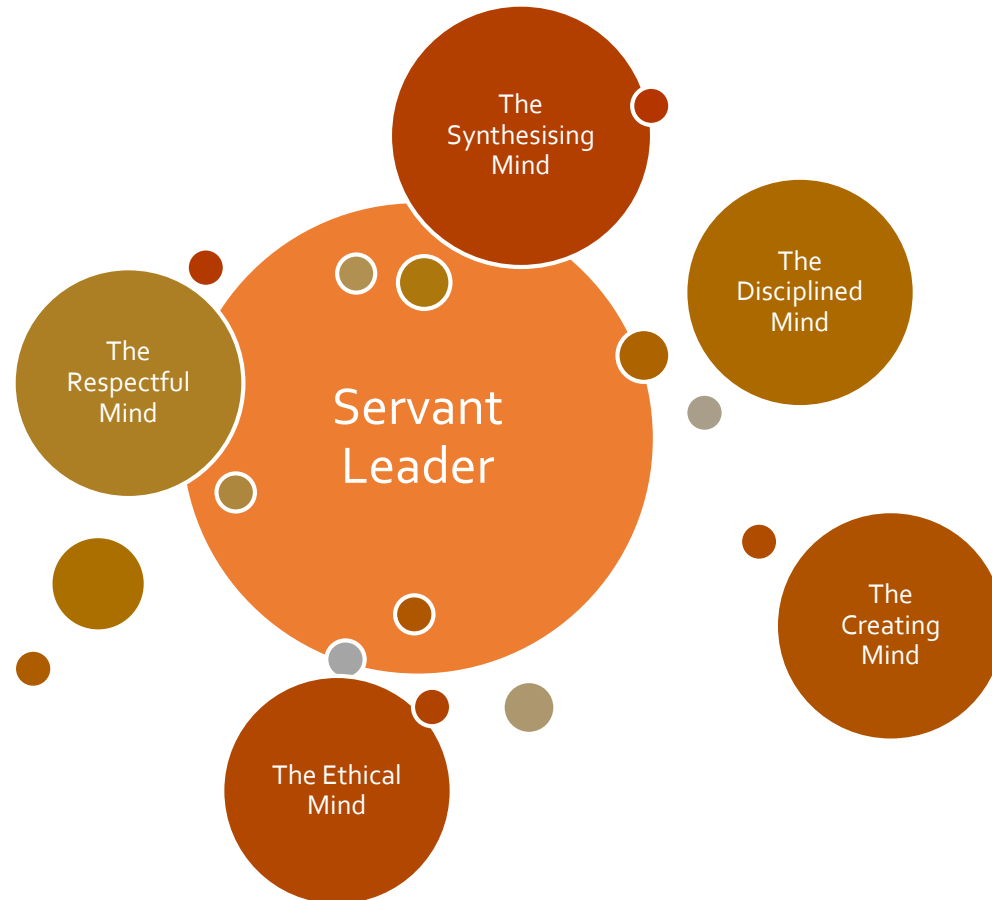 The
Synthesising
Mind
The
Disciplined
Mind
The
Respectful
Mind
Servant
Leader
The
Creating
Mind
The Ethical
Mind